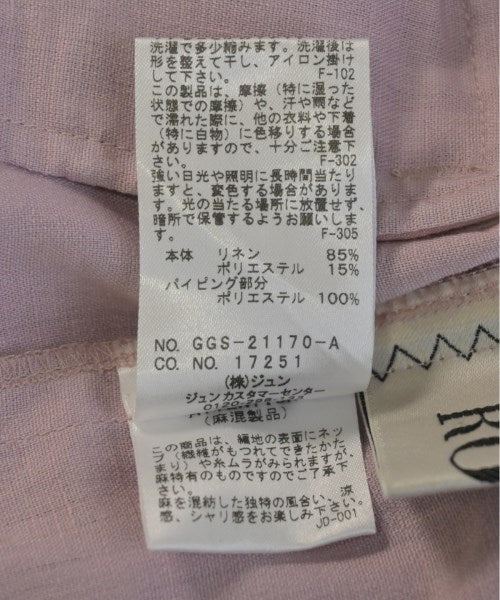 洗濯で多少縮みます。洗濯後は
形を整えて干し、アイロン掛け
して下さい。 F-102
この製品は、摩擦（特に湿った
状態での摩擦）や、汗や雨など
で濡れた際に、他の衣料や下着
（特に白物）に色移りする場合
がありますので、十分ご注意下
さい。 F-302
強い日光や照明に長時間当たり
ますと、変色する場合がありま
す。光の当たる場所に放置せず、
暗所で保管するようお願いしま
す。 F-305
本体 リネン 85%
ポリエステル 15%
パイピング部分
ポリエステル 100%
NO. GGS-21170-A
CO.NO. 17251
(株)ジュン
ジュンカスタマーセンター
(麻混製品)
この商品は、織地の表面にネッ
プ（繊維がもつれてできたかた
まり）や糸ムラがみられます。
麻特有のものですのでご了承下
さい。
麻を混紡した独特の風合い、涼
感、シャリ感をお楽しみ下さい。
JD-001
RO